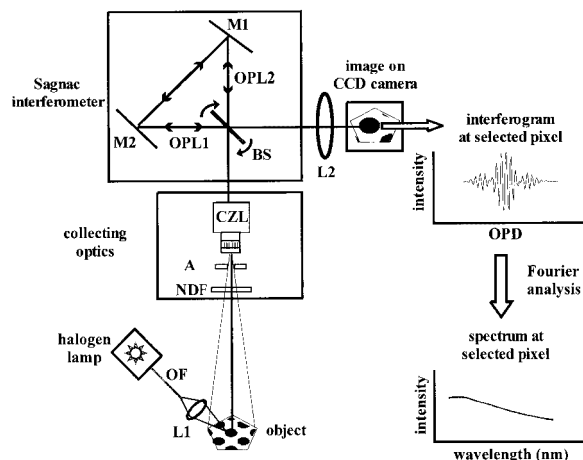 M1
Sagnac
interferometer
OPL2
M2
OPL1
BS
L2
image on
CCD camera
interferogram
at selected pixel
intensity
OPD
Fourier
analysis
collecting
optics
CZL
A
NDF
halogen
lamp
OF
L1
object
spectrum at
selected pixel
intensity
wavelength (nm)